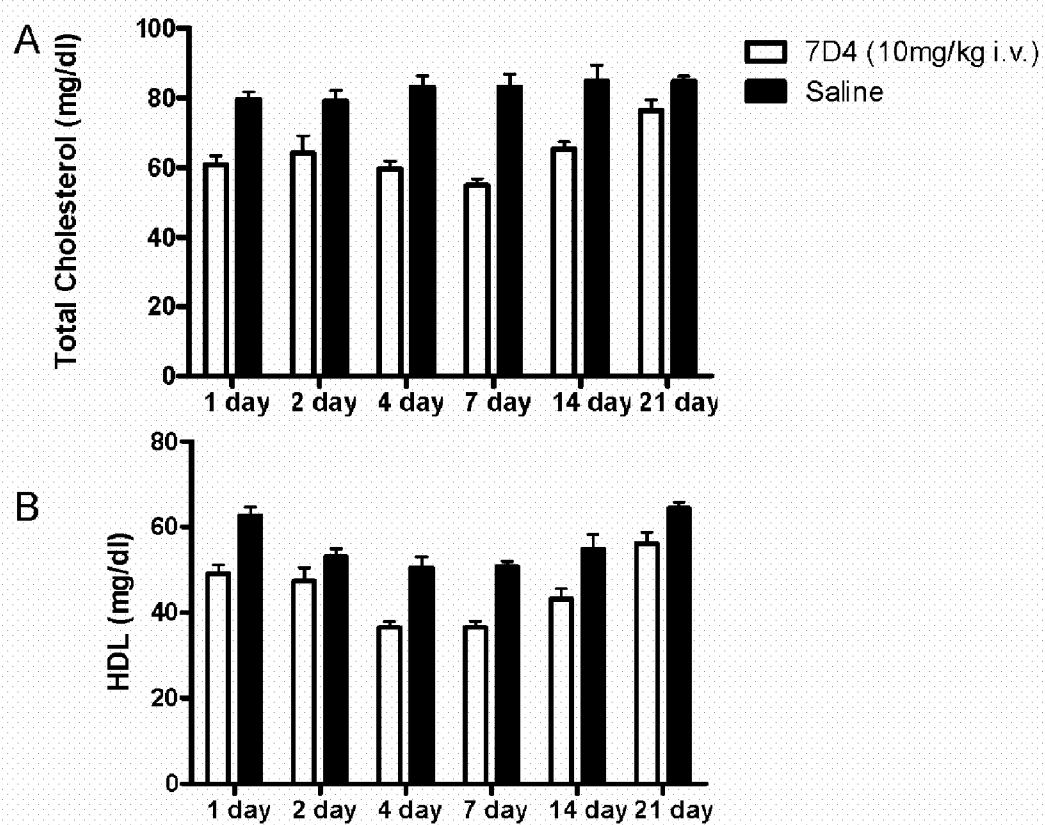 A
Total Cholesterol (mg/dl)
100
80
60
40
20
0
1 day 2 day 4 day 7 day 14 day 21 day
7D4 (10mg/kg i.v.)
Saline
B
HDL (mg/dl)
80
60
40
20
0
1 day 2 day 4 day 7 day 14 day 21 day